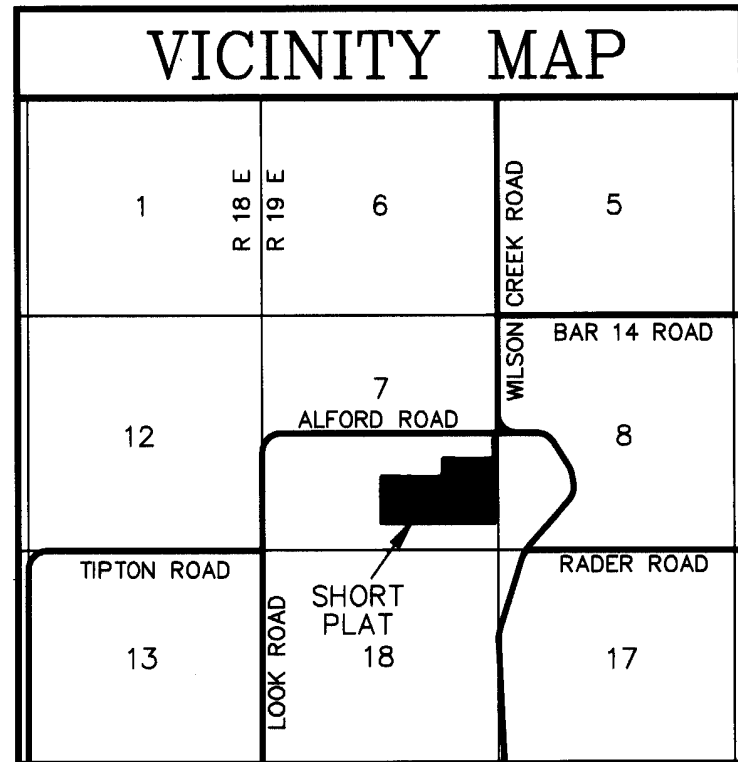 VICINITY MAP
1
R 18 E
R 19 E
6
WILSON CREEK ROAD
5
BAR 14 ROAD
7
ALFORD ROAD
12
8
TIPTON ROAD
RADER ROAD
SHORT
PLAT
LOOK ROAD
13
18
17